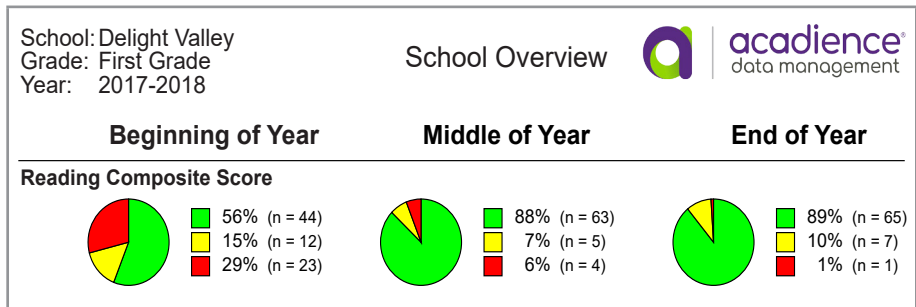 School: Delight Valley
Grade: First Grade
Year: 2017-2018
School Overview
acadience®
data management
Beginning of Year Middle of Year End of Year
Reading Composite Score
56% (n = 44) 88% (n = 63) 89% (n = 65)
15% (n = 12) 7% (n = 5) 10% (n = 7)
29% (n = 23) 6% (n = 4) 1% (n = 1)